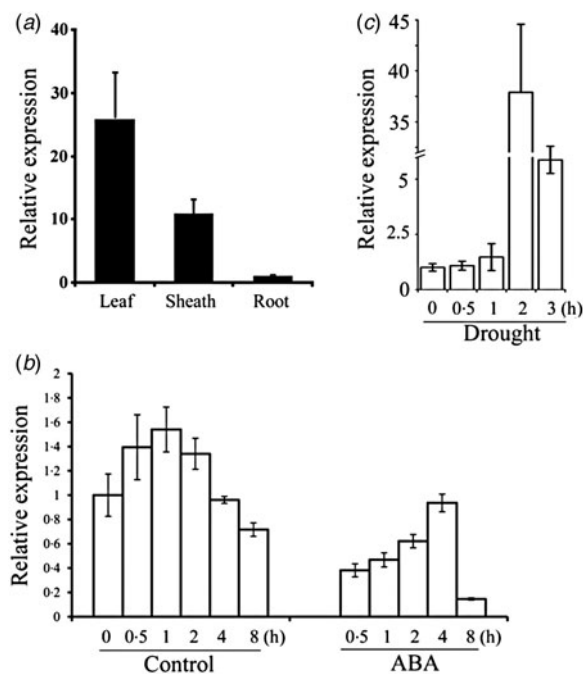 (a)
40
30
20
10
0
Relative expression
Leaf Sheath Root
(c)
45
40
35
5
2.5
1
0
Relative expression
0 0·5 1 2 3 (h)
Drought
(b)
2
1·8
1·6
1·4
1·2
1
0·8
0·6
0·4
0·2
0
Relative expression
0 0·5 1 2 4 8 (h) 0·5 1 2 4 8 (h)
Control ABA